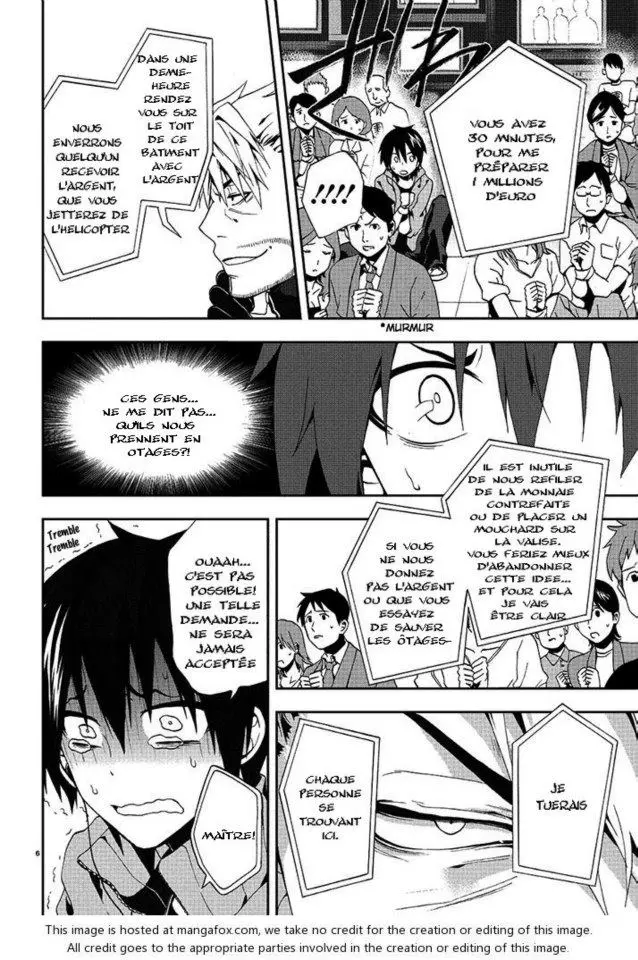 VOUS AVEZ
30 MINUTES,
POUR ME
PRÉPARER
1 MILLIONS
D'EURO
!!!!
*MURMUR
DANS UNE
DEMIE-
HEURE
RENDEZ
VOUS SUR
LE TOIT
DE CE
BATIMENT
AVEC
L'ARGENT
NOUS
ENVERRONS
QUELQU'UN
RECEVOIR
L'ARGENT,
QUE VOUS
JETTEREZ DE
L'HÉLICOPTER
CES GENS...
NE ME DIT PAS...
QU'ILS NOUS
PRENNENT EN
OTAGES?!
IL EST INUTILE
DE NOUS REFILER
DE LA MONNAIE
CONTREFAITE
OU DE PLACER UN
MOUCHARD SUR
LA VALISE.
VOUS FERIEZ MIEUX
D'ABANDONNER
CETTE IDEE...
ET POUR CELA
JE VAIS
ÊTRE CLAIR
SI VOUS
NE NOUS
DONNEZ
PAS L'ARGENT
OU QUE VOUS
ESSAYEZ
DE SAUVER
LES ÔTAGES-
Tremble
Tremble
OUAAH...
C'EST PAS
POSSIBLE!
UNE TELLE
DEMANDE...
NE SERA
JAMAIS
ACCEPTÉE
JE
TUERAIS
CHAQUE
PERSONNE
SE
TROUVANT
ICI.
MAÎTRE!
6
This image is hosted at mangafox.com, we take no credit for the creation or editing of this image.
All credit goes to the appropriate parties involved in the creation or editing of this image.